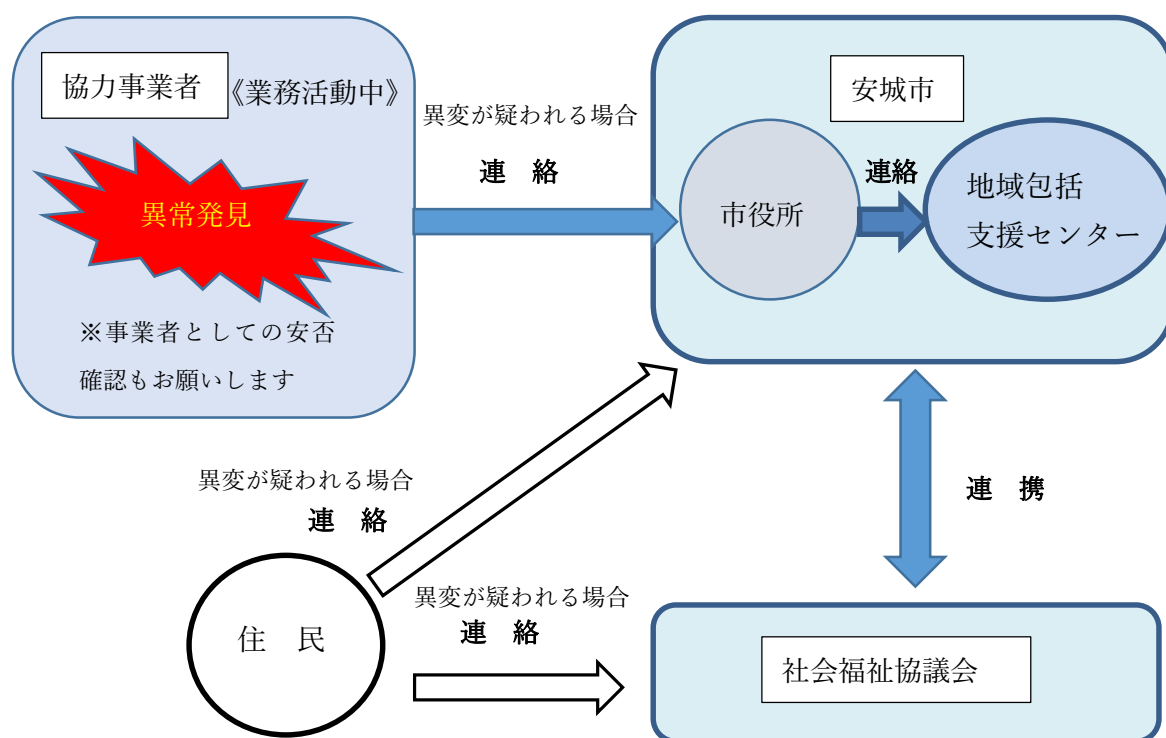 協力事業者
《業務活動中》
異常発見
※事業者としての安否
確認もお願いします
異変が疑われる場合
連　絡
安城市
市役所
連絡
地域包括
支援センター
異変が疑われる場合
連　絡
連　携
住　民
異変が疑われる場合
連　絡
社会福祉協議会